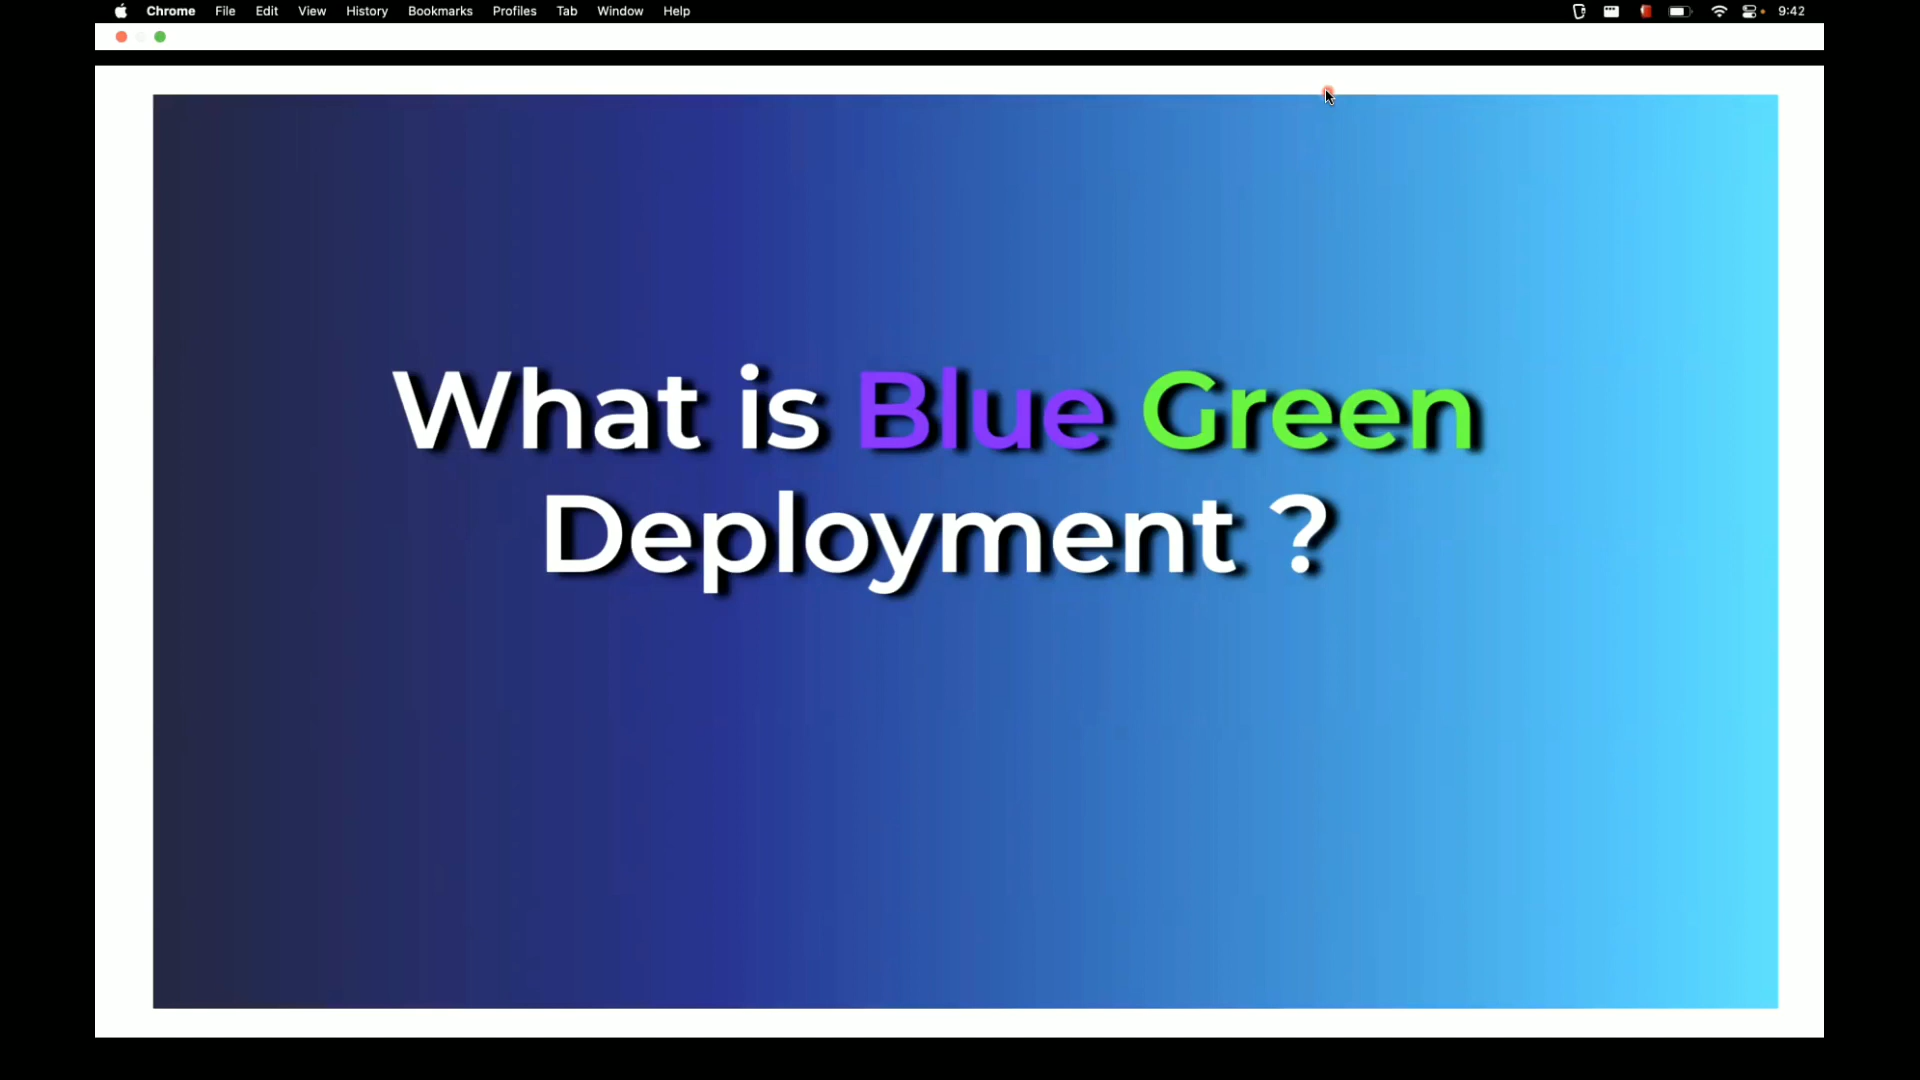 Chrome File Edit View History Bookmarks Profiles Tab Window Help 9:42
What is Blue Green
Deployment ?